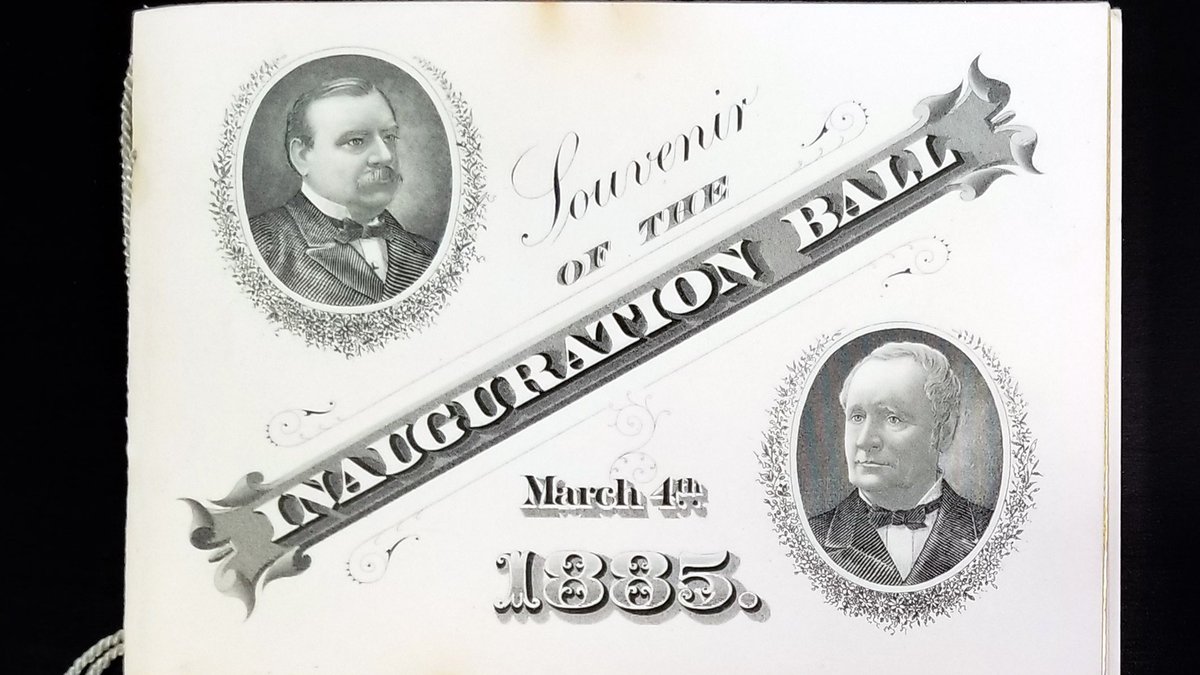 Souvenir
OF THE
INAUGURATION BALL
March 4th
1885.